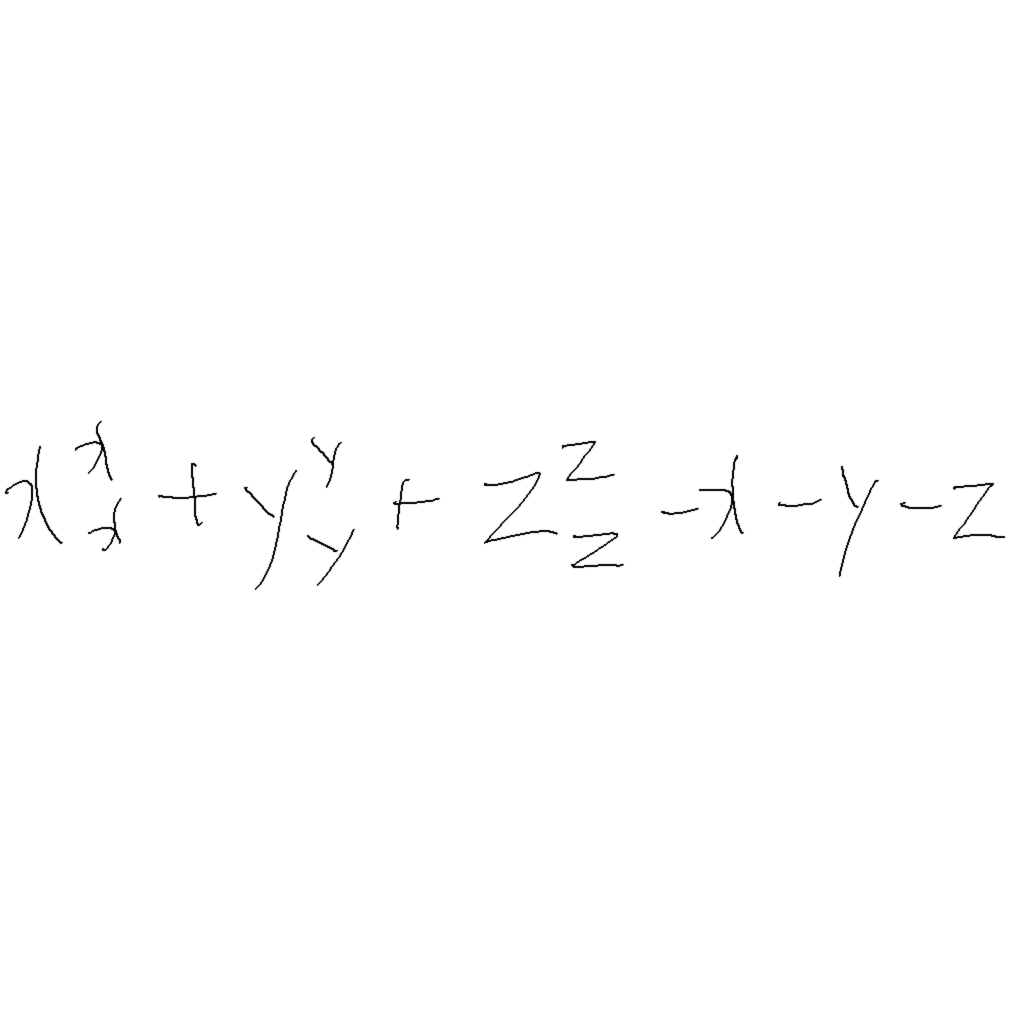 x_x^x + y_y^y + z_z^z - x - y - z